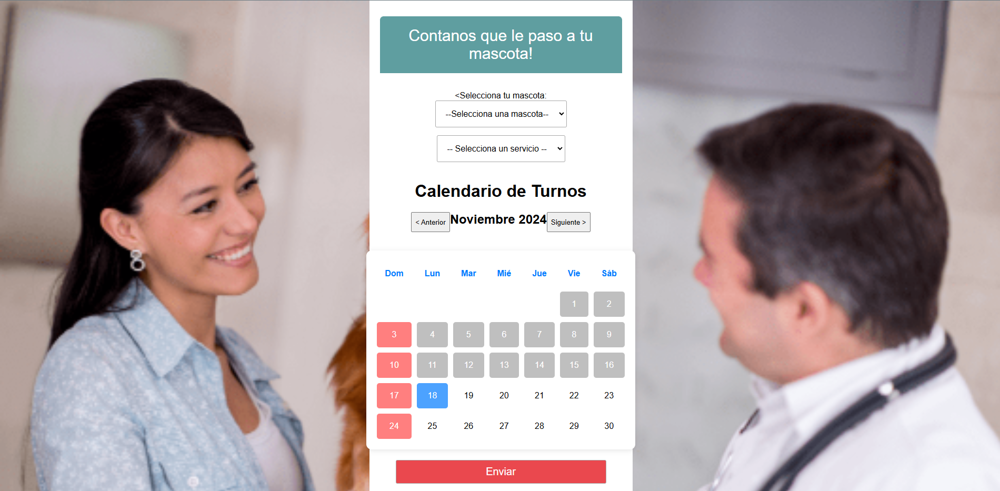 Contanos que le paso a tu
mascota!
<Selecciona tu mascota:
--Selecciona una mascota--
-- Selecciona un servicio --
Calendario de Turnos
< Anterior Noviembre 2024 Siguiente >
Dom Lun Mar Mié Jue Vie Sáb
1 2
3 4 5 6 7 8 9
10 11 12 13 14 15 16
17 18 19 20 21 22 23
24 25 26 27 28 29 30
Enviar